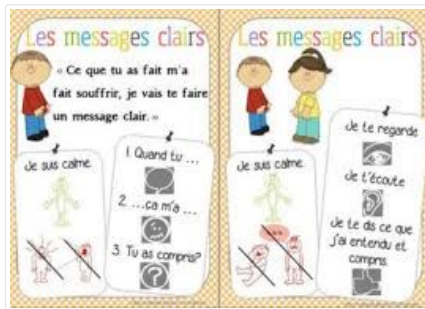 Les messages clairs
« Ce que tu as fait m'a
fait souffrir, je vais te faire
un message clair. »
Je suis calme
1. Quand tu ...
2. ...ça m'a ...
3. Tu as compris?
Les messages clairs
Je suis calme
Je te regarde
Je t'écoute
Je te dis ce que
j'ai entendu et
compris.